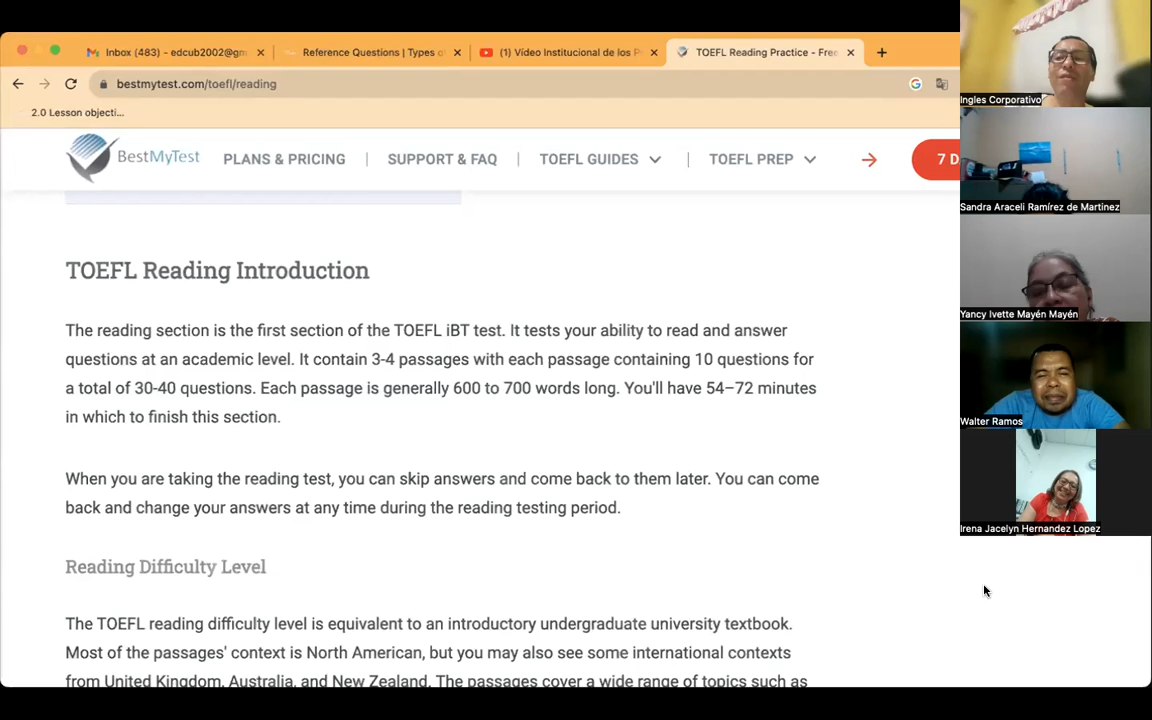 Inbox (483) - edcub2002@gm
Reference Questions | Types o
(1) Vídeo Institucional de los P
TOEFL Reading Practice - Free
bestmytest.com/toefl/reading
2.0 Lesson objecti...
BestMyTest
PLANS & PRICING
SUPPORT & FAQ
TOEFL GUIDES
TOEFL PREP
7 D
TOEFL Reading Introduction
The reading section is the first section of the TOEFL iBT test. It tests your ability to read and answer
questions at an academic level. It contain 3-4 passages with each passage containing 10 questions for
a total of 30-40 questions. Each passage is generally 600 to 700 words long. You'll have 54–72 minutes
in which to finish this section.
When you are taking the reading test, you can skip answers and come back to them later. You can come
back and change your answers at any time during the reading testing period.
Reading Difficulty Level
The TOEFL reading difficulty level is equivalent to an introductory undergraduate university textbook.
Most of the passages' context is North American, but you may also see some international contexts
from United Kingdom, Australia, and New Zealand. The passages cover a wide range of topics such as
Ingles Corporativo
Sandra Araceli Ramírez de Martinez
Yancy Ivette Mayén Mayén
Walter Ramos
Irena Jacelyn Hernandez Lopez